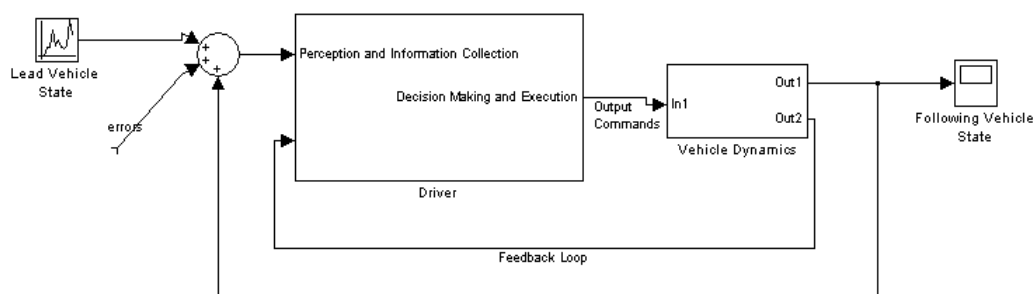 Lead Vehicle
State
errors
+
+
+
Perception and Information Collection
Decision Making and Execution
Driver
Output
Commands
In1
Out1
Out2
Vehicle Dynamics
Following Vehicle
State
Feedback Loop